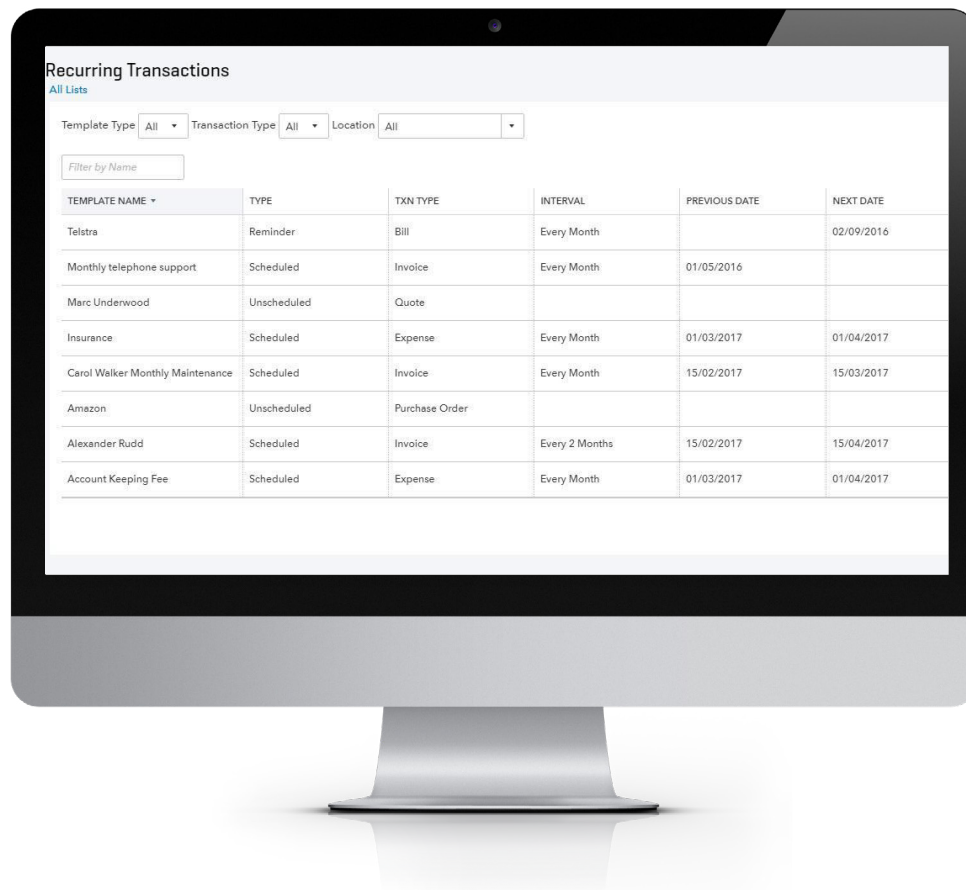 Recurring Transactions
All Lists
Template Type All Transaction Type All Location All
Filter by Name
TEMPLATE NAME TYPE TXN TYPE INTERVAL PREVIOUS DATE NEXT DATE
Telstra Reminder Bill Every Month 02/09/2016
Monthly telephone support Scheduled Invoice Every Month 01/05/2016
Marc Underwood Unscheduled Quote
Insurance Scheduled Expense Every Month 01/03/2017 01/04/2017
Carol Walker Monthly Maintenance Scheduled Invoice Every Month 15/02/2017 15/03/2017
Amazon Unscheduled Purchase Order
Alexander Rudd Scheduled Invoice Every 2 Months 15/02/2017 15/04/2017
Account Keeping Fee Scheduled Expense Every Month 01/03/2017 01/04/2017